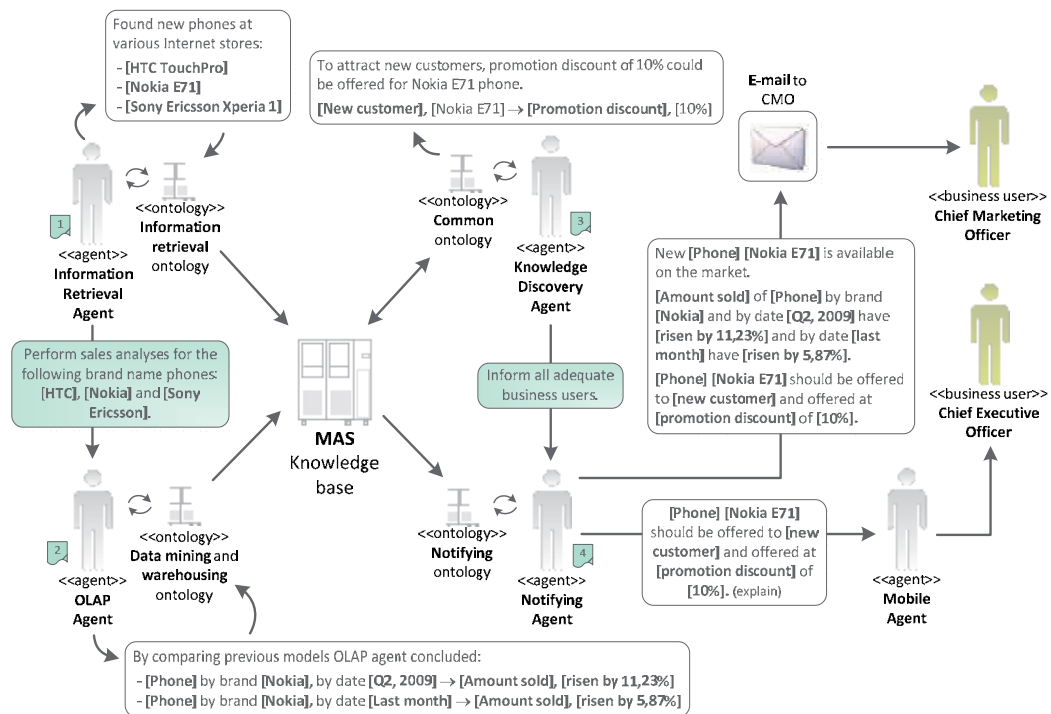 Found new phones at
various Internet stores:
- [HTC TouchPro]
- [Nokia E71]
- [Sony Ericsson Xperia 1]
To attract new customers, promotion discount of 10% could
be offered for Nokia E71 phone.
[New customer], [Nokia E71] → [Promotion discount], [10%]
E-mail to
CMO
1
<<agent>>
Information
Retrieval
Agent
<<ontology>>
Information
retrieval
ontology
<<ontology>>
Common
ontology
3
<<agent>>
Knowledge
Discovery
Agent
<<business user>>
Chief Marketing
Officer
New [Phone] [Nokia E71] is available
on the market.
[Amount sold] of [Phone] by brand
[Nokia] and by date [Q2, 2009] have
[risen by 11,23%] and by date [last
month] have [risen by 5,87%].
[Phone] [Nokia E71] should be offered
to [new customer] and offered at
[promotion discount] of [10%].
Perform sales analyses for the
following brand name phones:
[HTC], [Nokia] and [Sony
Ericsson].
MAS
Knowledge
base
Inform all adequate
business users.
<<business user>>
Chief Executive
Officer
2
<<agent>>
OLAP
Agent
<<ontology>>
Data mining and
warehousing
ontology
<<ontology>>
Notifying
ontology
4
<<agent>>
Notifying
Agent
[Phone] [Nokia E71]
should be offered to [new
customer] and offered at
[promotion discount] of
[10%]. (explain)
<<agent>>
Mobile
Agent
By comparing previous models OLAP agent concluded:
- [Phone] by brand [Nokia], by date [Q2, 2009] → [Amount sold], [risen by 11,23%]
- [Phone] by brand [Nokia], by date [Last month] → [Amount sold], [risen by 5,87%]